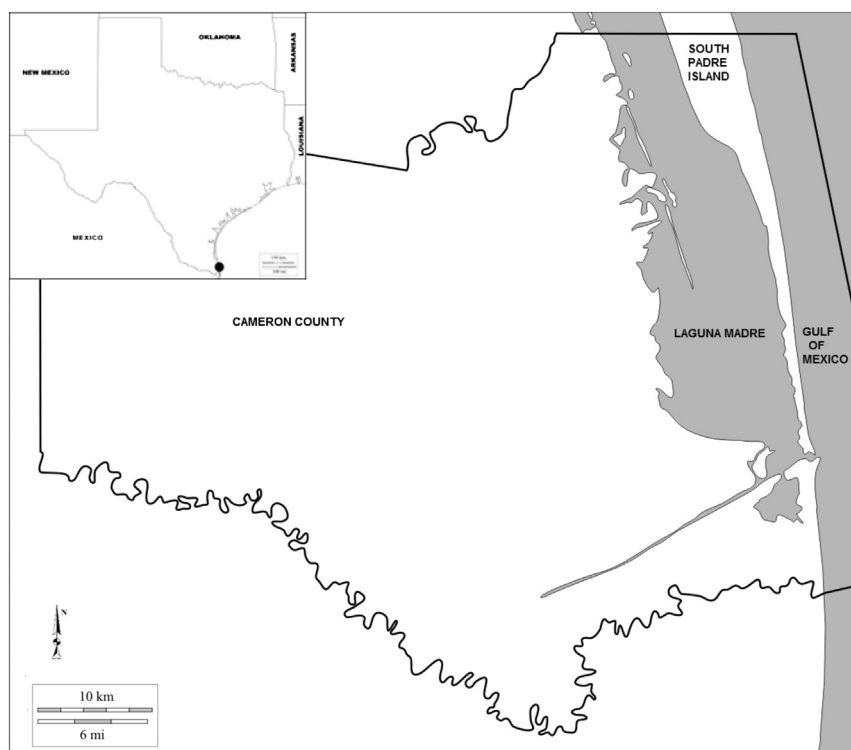 OKLAHOMA
ARKANSAS
NEW MEXICO
LOUISIANA
MEXICO
SOUTH
PADRE
ISLAND
CAMERON COUNTY
LAGUNA MADRE
GULF
OF
MEXICO
N
10 km
6 mi